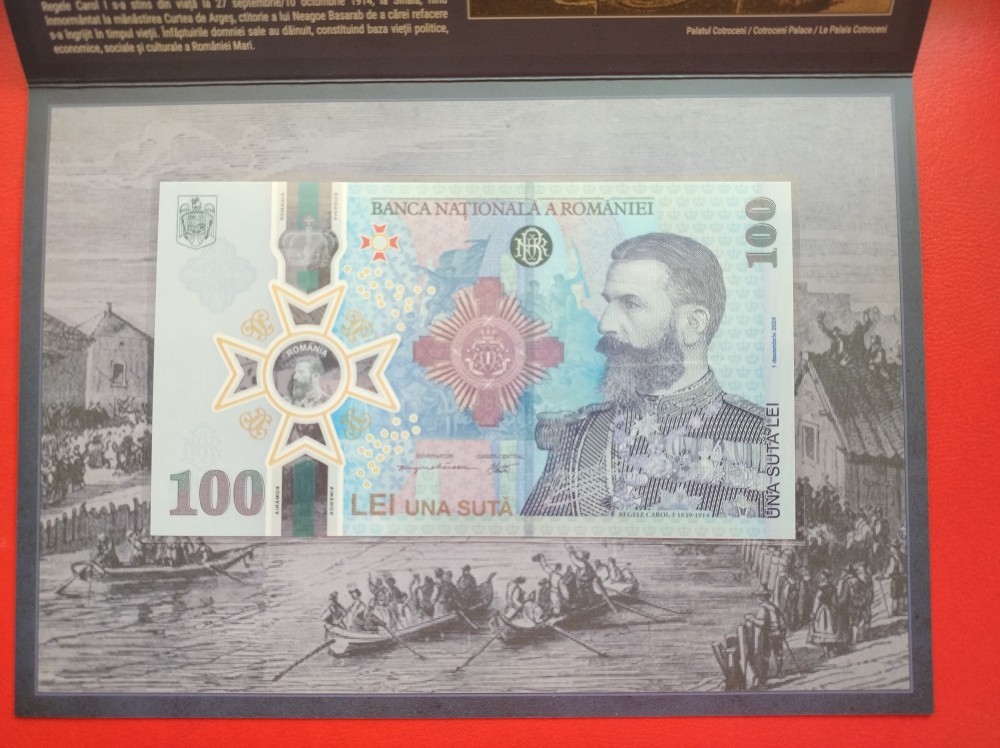 Regele Carol I s-a stins din viață la 27 septembrie/10 octombrie 1914, la Sinaia, fiind
înmormântat la mănăstirea Curtea de Argeș, ctitorie a lui Neagoe Basarab de a cărei refacere
s-a îngrijit în timpul vieții. Înfăptuirile domniei sale au dăinuit, constituind baza vieții politice,
economice, sociale și culturale a României Mari.
Palatul Cotroceni / Cotroceni Palace / Le Palais Cotroceni
BANCA NAȚIONALĂ A ROMÂNIEI
100
ROMÂNIA
1 decembrie 2024
100
LEI UNA SUTĂ
UNA SUTĂ LEI
REGELE CAROL I 1839-1914